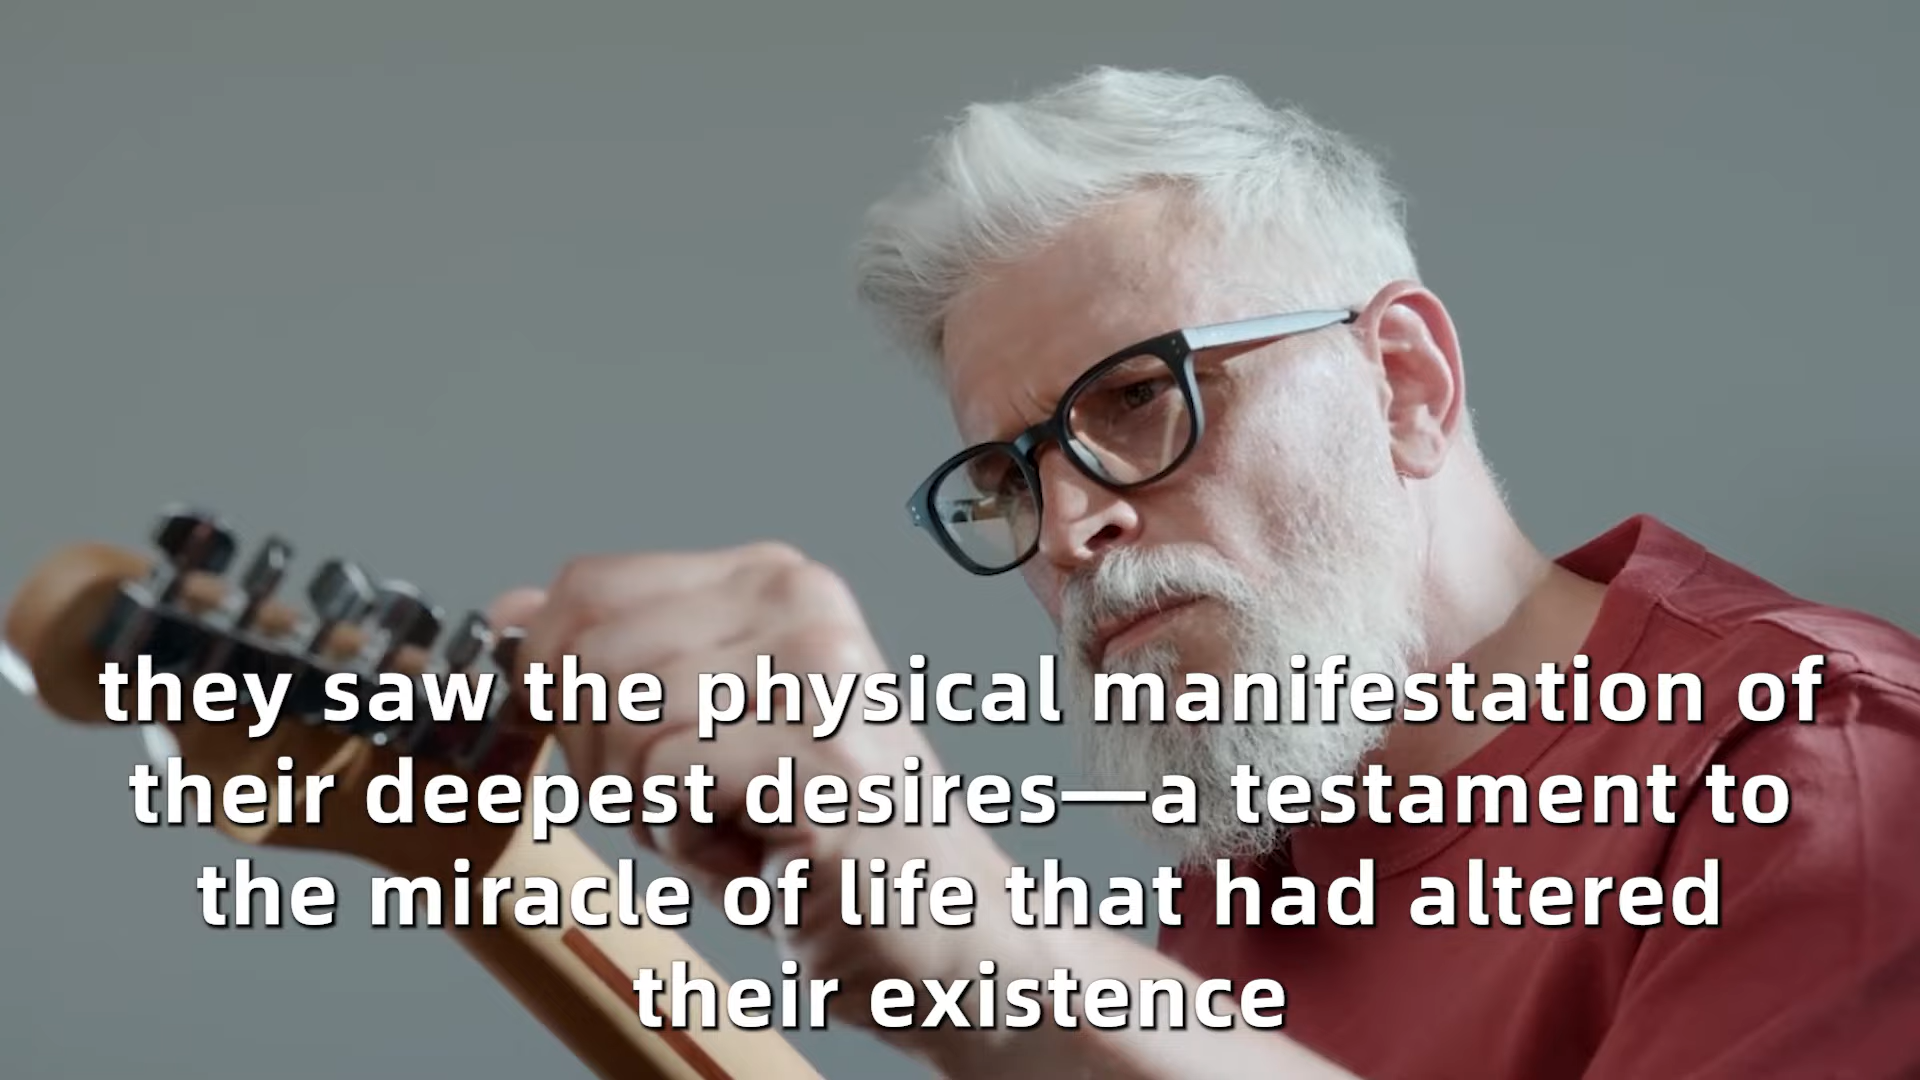 they saw the physical manifestation of
their deepest desires—a testament to
the miracle of life that had altered
their existence